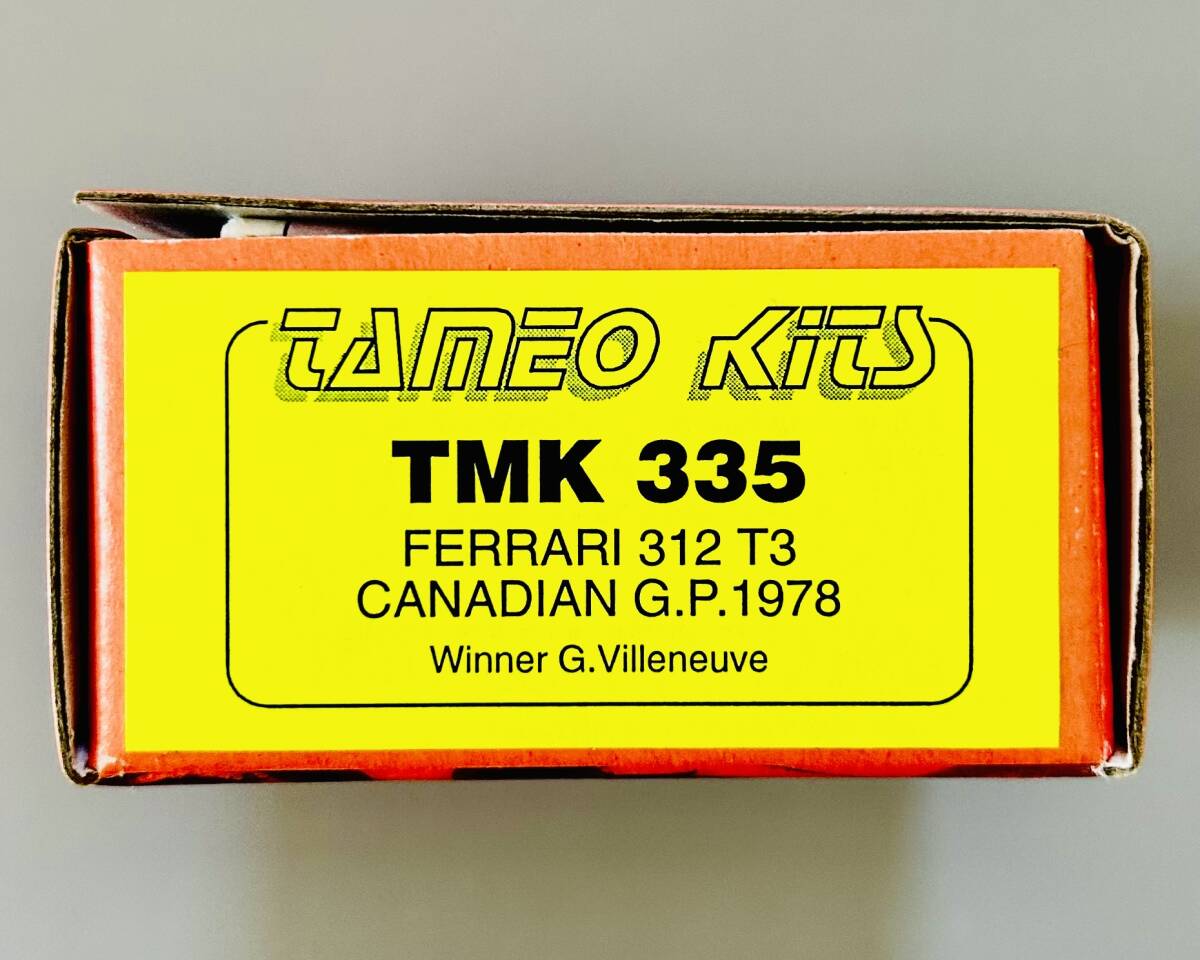 TAMEO KiTS
TMK 335
FERRARI 312 T3
CANADIAN G.P.1978
Winner G.Villeneuve